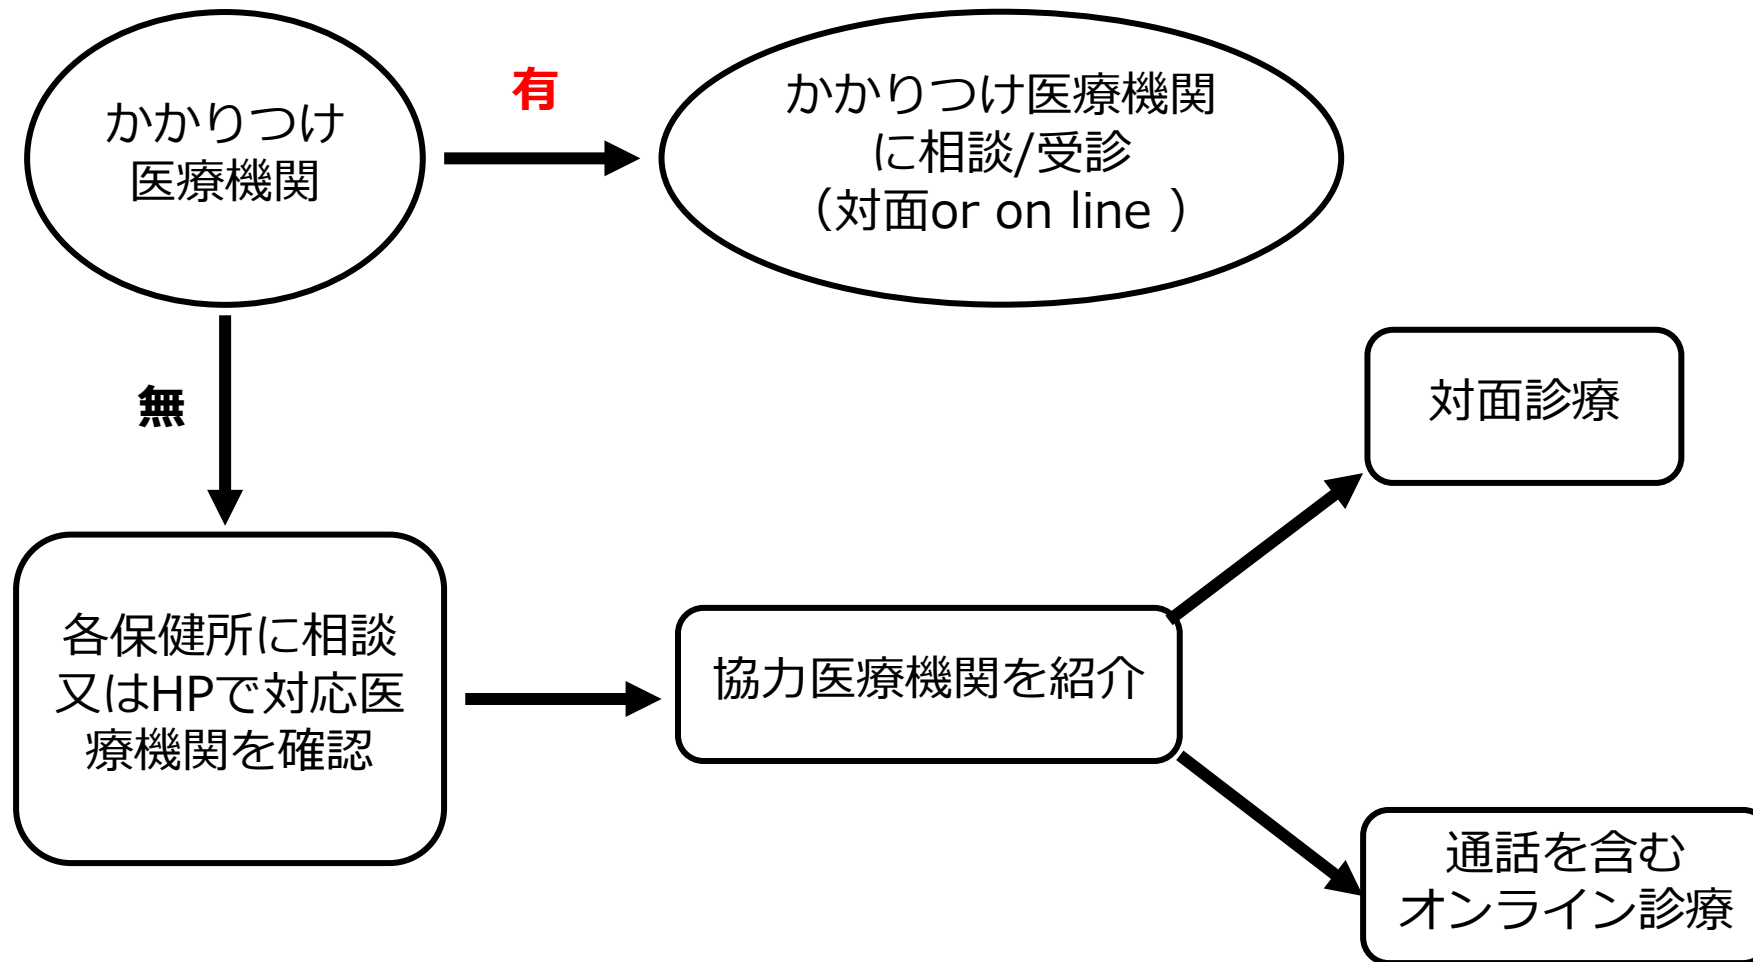 かかりつけ
医療機関
有
かかりつけ医療機関
に相談/受診
（対面or on line ）
無
対面診療
各保健所に相談
又はHPで対応医
療機関を確認
協力医療機関を紹介
通話を含む
オンライン診療